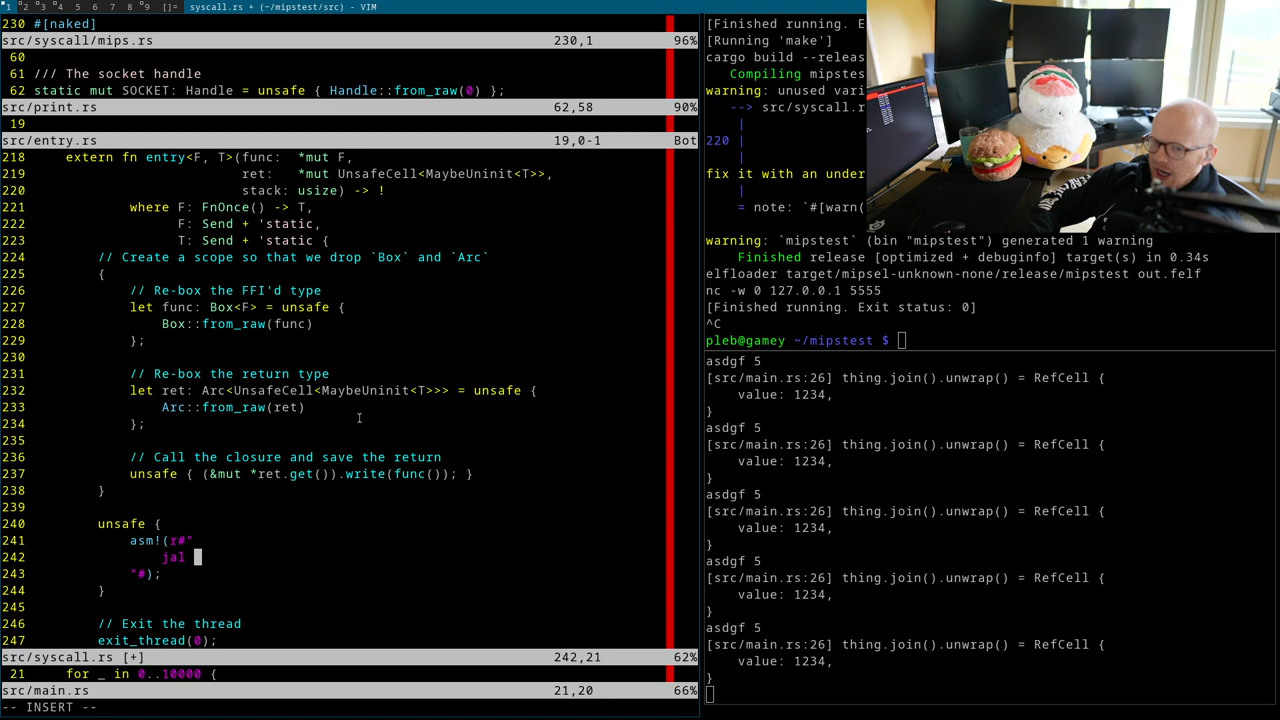 1 2 3 4 5 6 7 8 9 []= syscall.rs + (~/mipstest/src) - VIM
230 #[naked]
src/syscall/mips.rs 230,1 96%
60
61 /// The socket handle
62 static mut SOCKET: Handle = unsafe { Handle::from_raw(0) };
src/print.rs 62,58 90%
19
src/entry.rs 19,0-1 Bot
218 extern fn entry<F, T>(func: *mut F,
219 ret: *mut UnsafeCell<MaybeUninit<T>>,
220 stack: usize) -> !
221 where F: FnOnce() -> T,
222 F: Send + 'static,
223 T: Send + 'static {
224 // Create a scope so that we drop `Box` and `Arc`
225 {
226 // Re-box the FFI'd type
227 let func: Box<F> = unsafe {
228 Box::from_raw(func)
229 };
230
231 // Re-box the return type
232 let ret: Arc<UnsafeCell<MaybeUninit<T>>> = unsafe {
233 Arc::from_raw(ret)
234 };
235
236 // Call the closure and save the return
237 unsafe { (&mut *ret.get()).write(func()); }
238 }
239
240 unsafe {
241 asm!(r#"
242 jal
243 "#);
244 }
245
246 // Exit the thread
247 exit_thread(0);
src/syscall.rs [+] 242,21 62%
21 for _ in 0..10000 {
src/main.rs 21,20 66%
-- INSERT --
[Finished running. E
[Running 'make']
cargo build --releas
Compiling mipstes
warning: unused vari
--> src/syscall.r
|
220 |
|
fix it with an under
|
= note: `#[warn(
warning: `mipstest` (bin "mipstest") generated 1 warning
Finished release [optimized + debuginfo] target(s) in 0.34s
elfloader target/mipsel-unknown-none/release/mipstest out.felf
nc -w 0 127.0.0.1 5555
[Finished running. Exit status: 0]
^C
pleb@gamey ~/mipstest $
asdgf 5
[src/main.rs:26] thing.join().unwrap() = RefCell {
value: 1234,
}
asdgf 5
[src/main.rs:26] thing.join().unwrap() = RefCell {
value: 1234,
}
asdgf 5
[src/main.rs:26] thing.join().unwrap() = RefCell {
value: 1234,
}
asdgf 5
[src/main.rs:26] thing.join().unwrap() = RefCell {
value: 1234,
}
asdgf 5
[src/main.rs:26] thing.join().unwrap() = RefCell {
value: 1234,
}